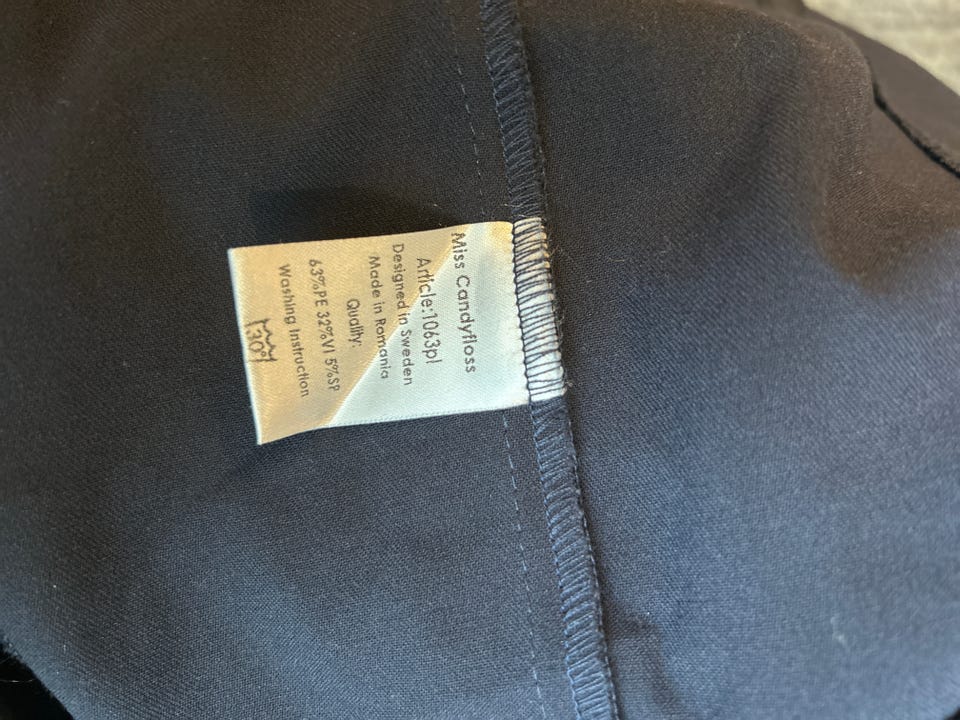 Miss Candyfloss
Article:1063pl
Designed in Sweden
Made in Romania
Quality:
63%PE 32%VI 5%SP
Washing Instruction
30°